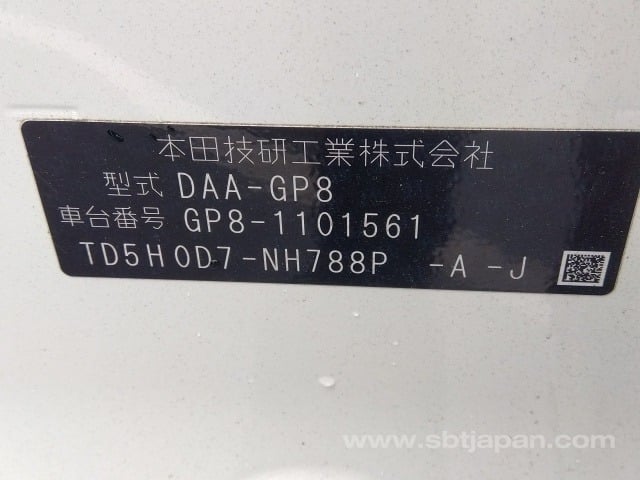 本田技研工業株式会社
型式 DAA-GP8
車台番号 GP8-1101561
TD5H0D7-NH788P -A -J
www.sbtjapan.com